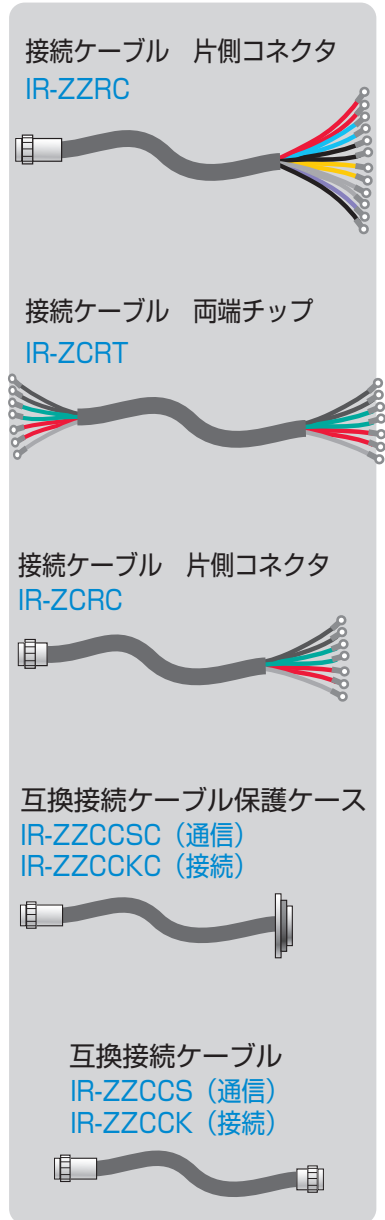 接続ケーブル　片側コネクタ
IR-ZZRC
接続ケーブル　両端チップ
IR-ZCRT
接続ケーブル　片側コネクタ
IR-ZCRC
互換接続ケーブル保護ケース
IR-ZZCCSC（通信）
IR-ZZCCKC（接続）
互換接続ケーブル
IR-ZZCCS（通信）
IR-ZZCCK（接続）